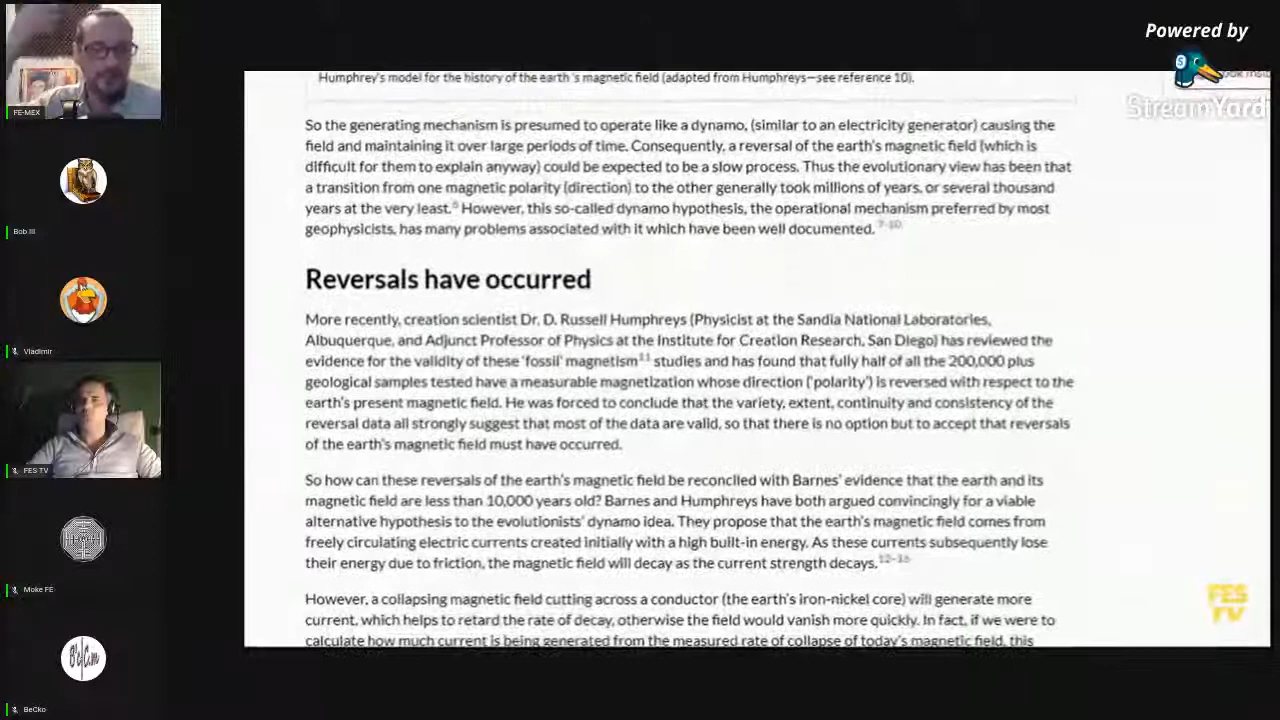 Powered by
StreamYard
FE-MEX
Bob III
Vladimir
FES TV
Moke FE
BeCko
Humphrey's model for the history of the earth 's magnetic field (adapted from Humphreys—see reference 10).
So the generating mechanism is presumed to operate like a dynamo, (similar to an electricity generator) causing the
field and maintaining it over large periods of time. Consequently, a reversal of the earth's magnetic field (which is
difficult for them to explain anyway) could be expected to be a slow process. Thus the evolutionary view has been that
a transition from one magnetic polarity (direction) to the other generally took millions of years, or several thousand
years at the very least.⁶ However, this so-called dynamo hypothesis, the operational mechanism preferred by most
geophysicists, has many problems associated with it which have been well documented. 7-10
Reversals have occurred
More recently, creation scientist Dr. D. Russell Humphreys (Physicist at the Sandia National Laboratories,
Albuquerque, and Adjunct Professor of Physics at the Institute for Creation Research, San Diego) has reviewed the
evidence for the validity of these 'fossil' magnetism¹¹ studies and has found that fully half of all the 200,000 plus
geological samples tested have a measurable magnetization whose direction ('polarity') is reversed with respect to the
earth's present magnetic field. He was forced to conclude that the variety, extent, continuity and consistency of the
reversal data all strongly suggest that most of the data are valid, so that there is no option but to accept that reversals
of the earth's magnetic field must have occurred.
So how can these reversals of the earth's magnetic field be reconciled with Barnes' evidence that the earth and its
magnetic field are less than 10,000 years old? Barnes and Humphreys have both argued convincingly for a viable
alternative hypothesis to the evolutionists' dynamo idea. They propose that the earth's magnetic field comes from
freely circulating electric currents created initially with a high built-in energy. As these currents subsequently lose
their energy due to friction, the magnetic field will decay as the current strength decays.12-16
However, a collapsing magnetic field cutting across a conductor (the earth's iron-nickel core) will generate more
current, which helps to retard the rate of decay, otherwise the field would vanish more quickly. In fact, if we were to
calculate how much current is being generated from the measured rate of collapse of today's magnetic field, this
FES
TV